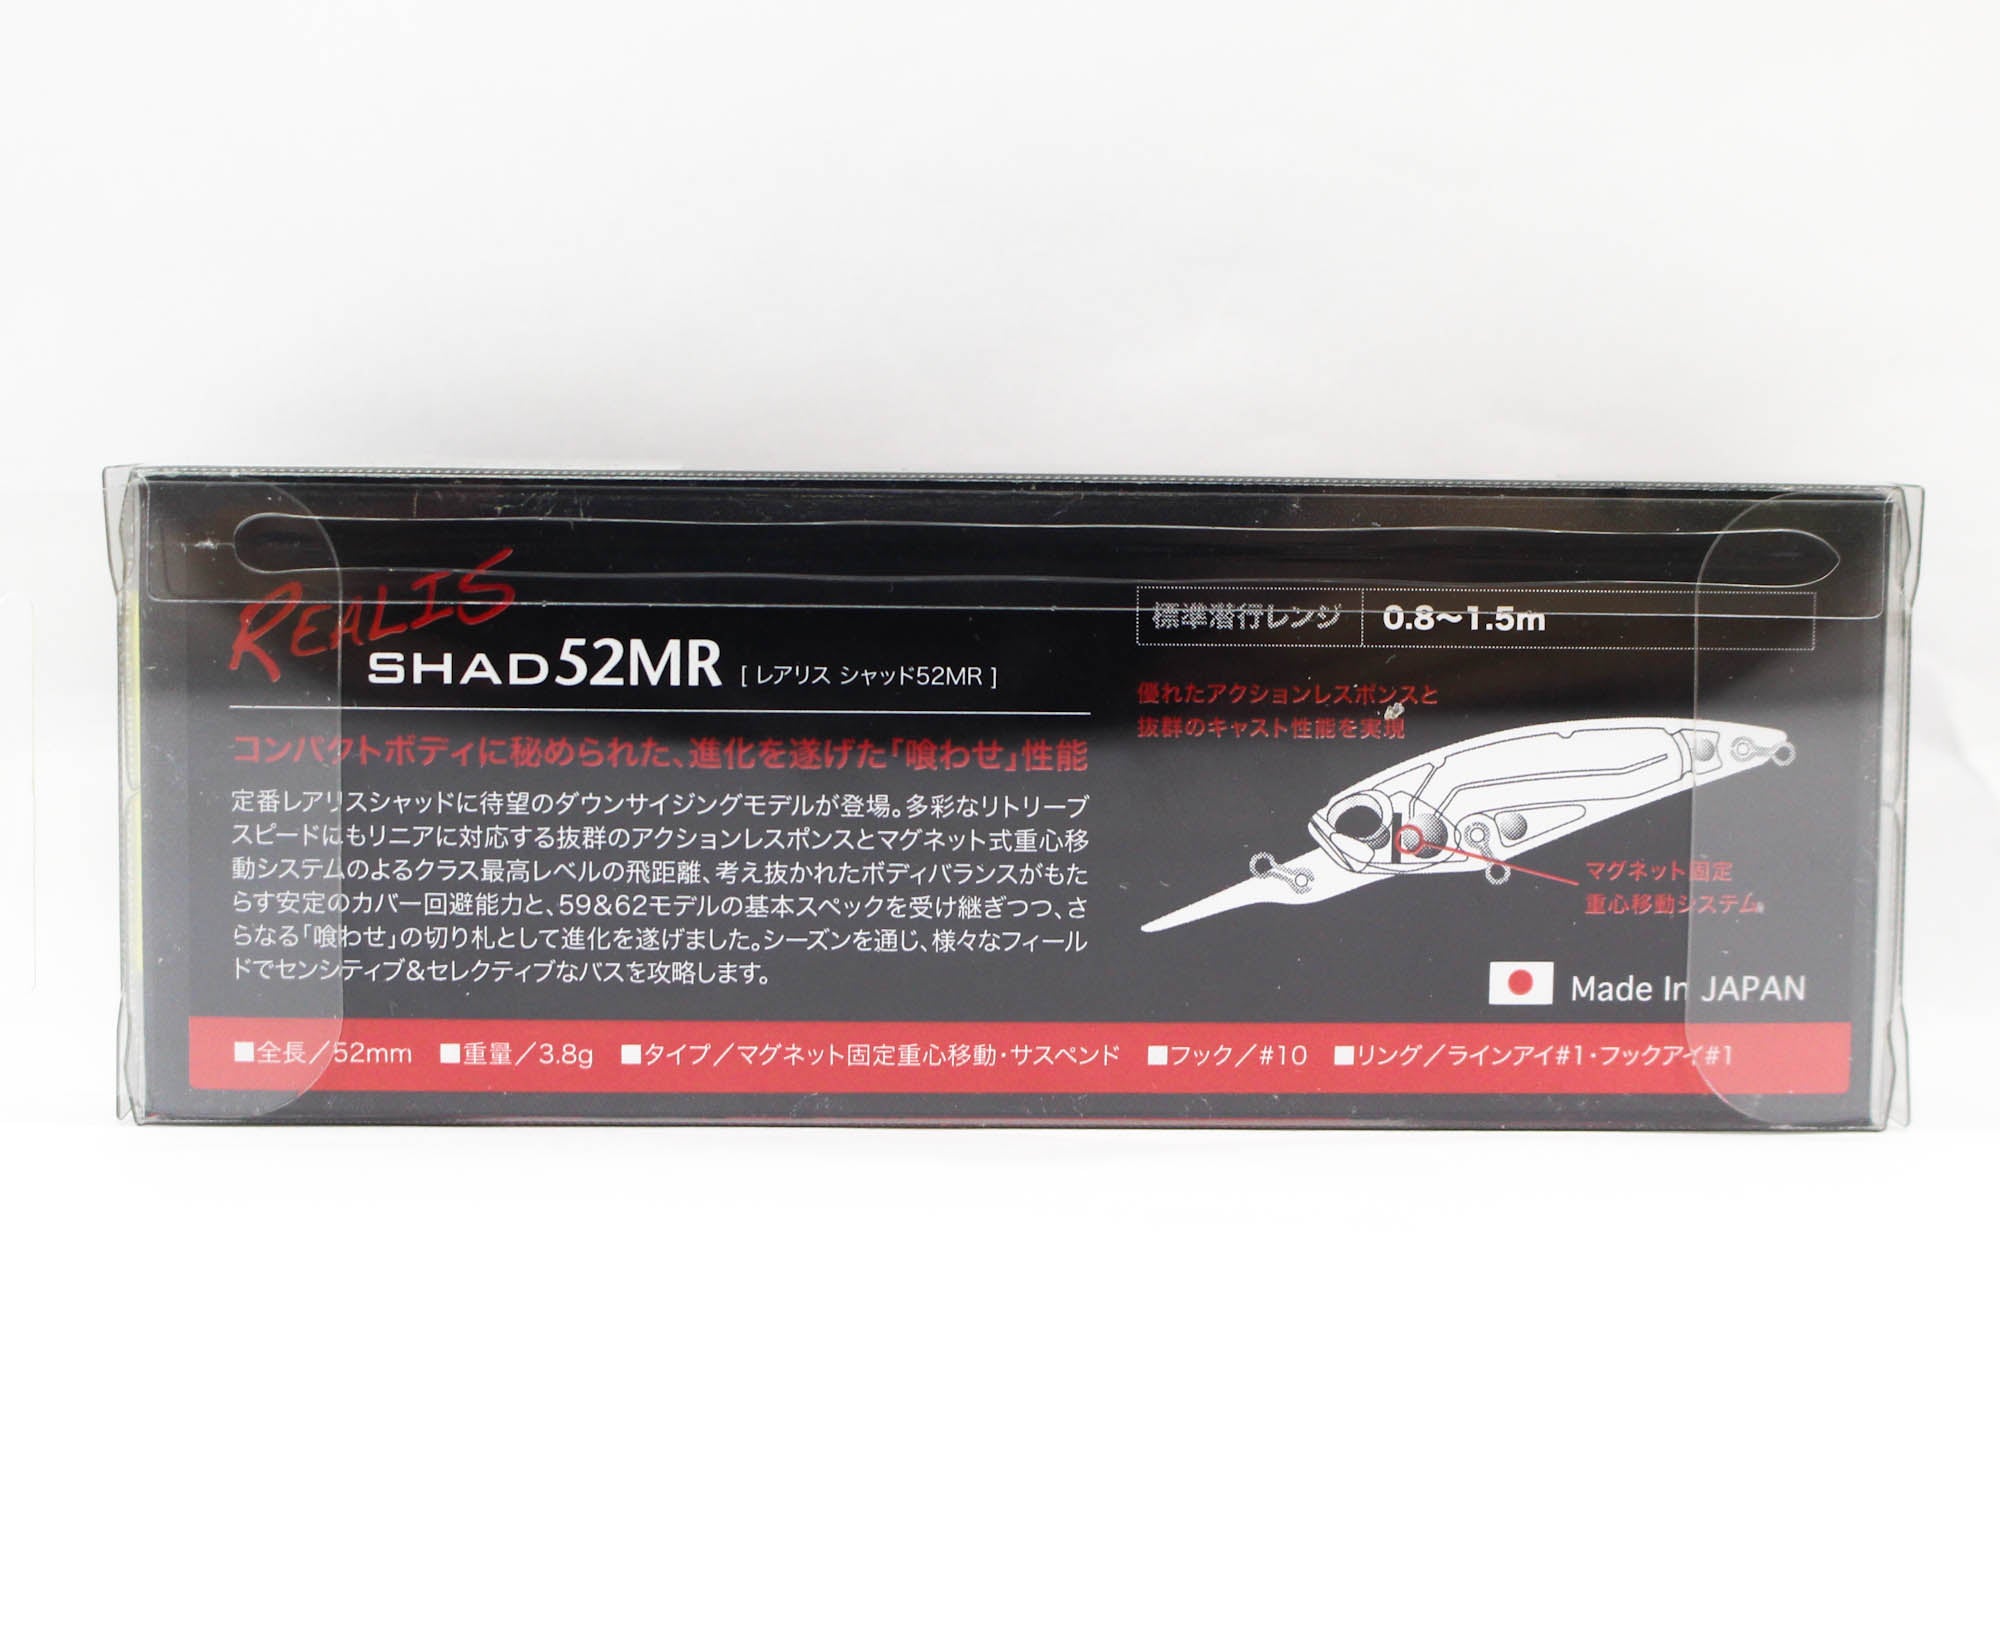 REALIS
SHAD52MR [ レアリス シャッド52MR ]
コンパクトボディに秘められた、進化を遂げた「喰わせ」性能
定番レアリスシャッドに待望のダウンサイジングモデルが登場。多彩なリトリーブ
スピードにもリニアに対応する抜群のアクションレスポンスとマグネット式重心移
動システムのよるクラス最高レベルの飛距離、考え抜かれたボディバランスがもた
らす安定のカバー回避能力と、59&62モデルの基本スペックを受け継ぎつつ、さ
らなる「喰わせ」の切り札として進化を遂げました。シーズンを通じ、様々なフィール
ドでセンシティブ&セレクティブなバスを攻略します。
標準潜行レンジ 0.8〜1.5m
優れたアクションレスポンスと
抜群のキャスト性能を実現
マグネット固定
重心移動システム
Made In JAPAN
■全長／52mm ■重量／3.8g ■タイプ／マグネット固定重心移動・サスペンド ■フック／#10 ■リング／ラインアイ#1・フックアイ#1